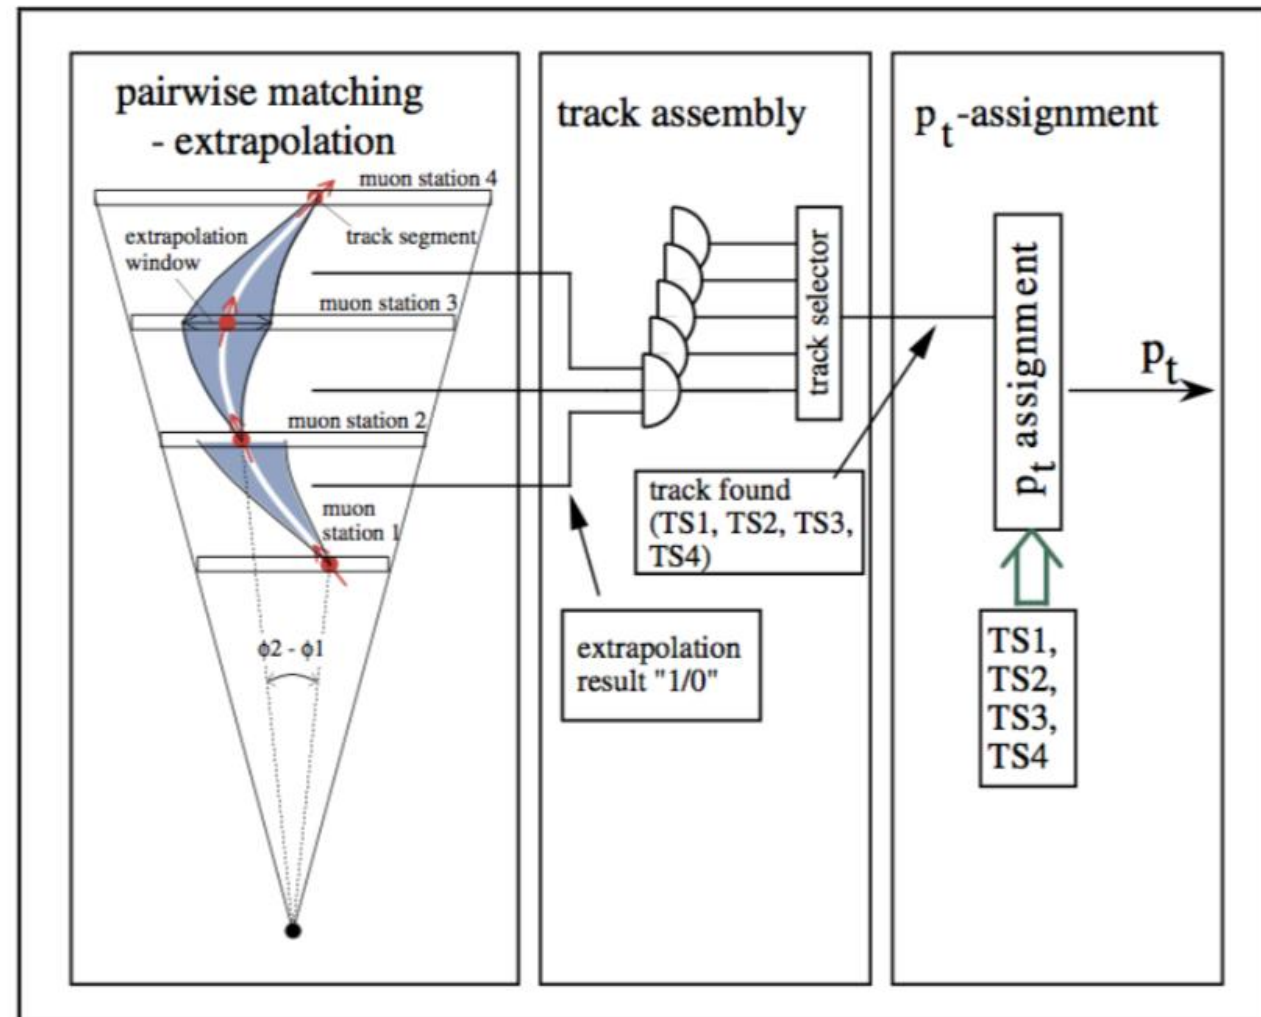 pairwise matching
- extrapolation
muon station 4
extrapolation
window
track segment
muon station 3
muon station 2
muon
station 1
ϕ2 - ϕ1
track assembly
track selector
track found
(TS1, TS2, TS3,
TS4)
extrapolation
result "1/0"
pt-assignment
pt assignment
pt
TS1,
TS2,
TS3,
TS4